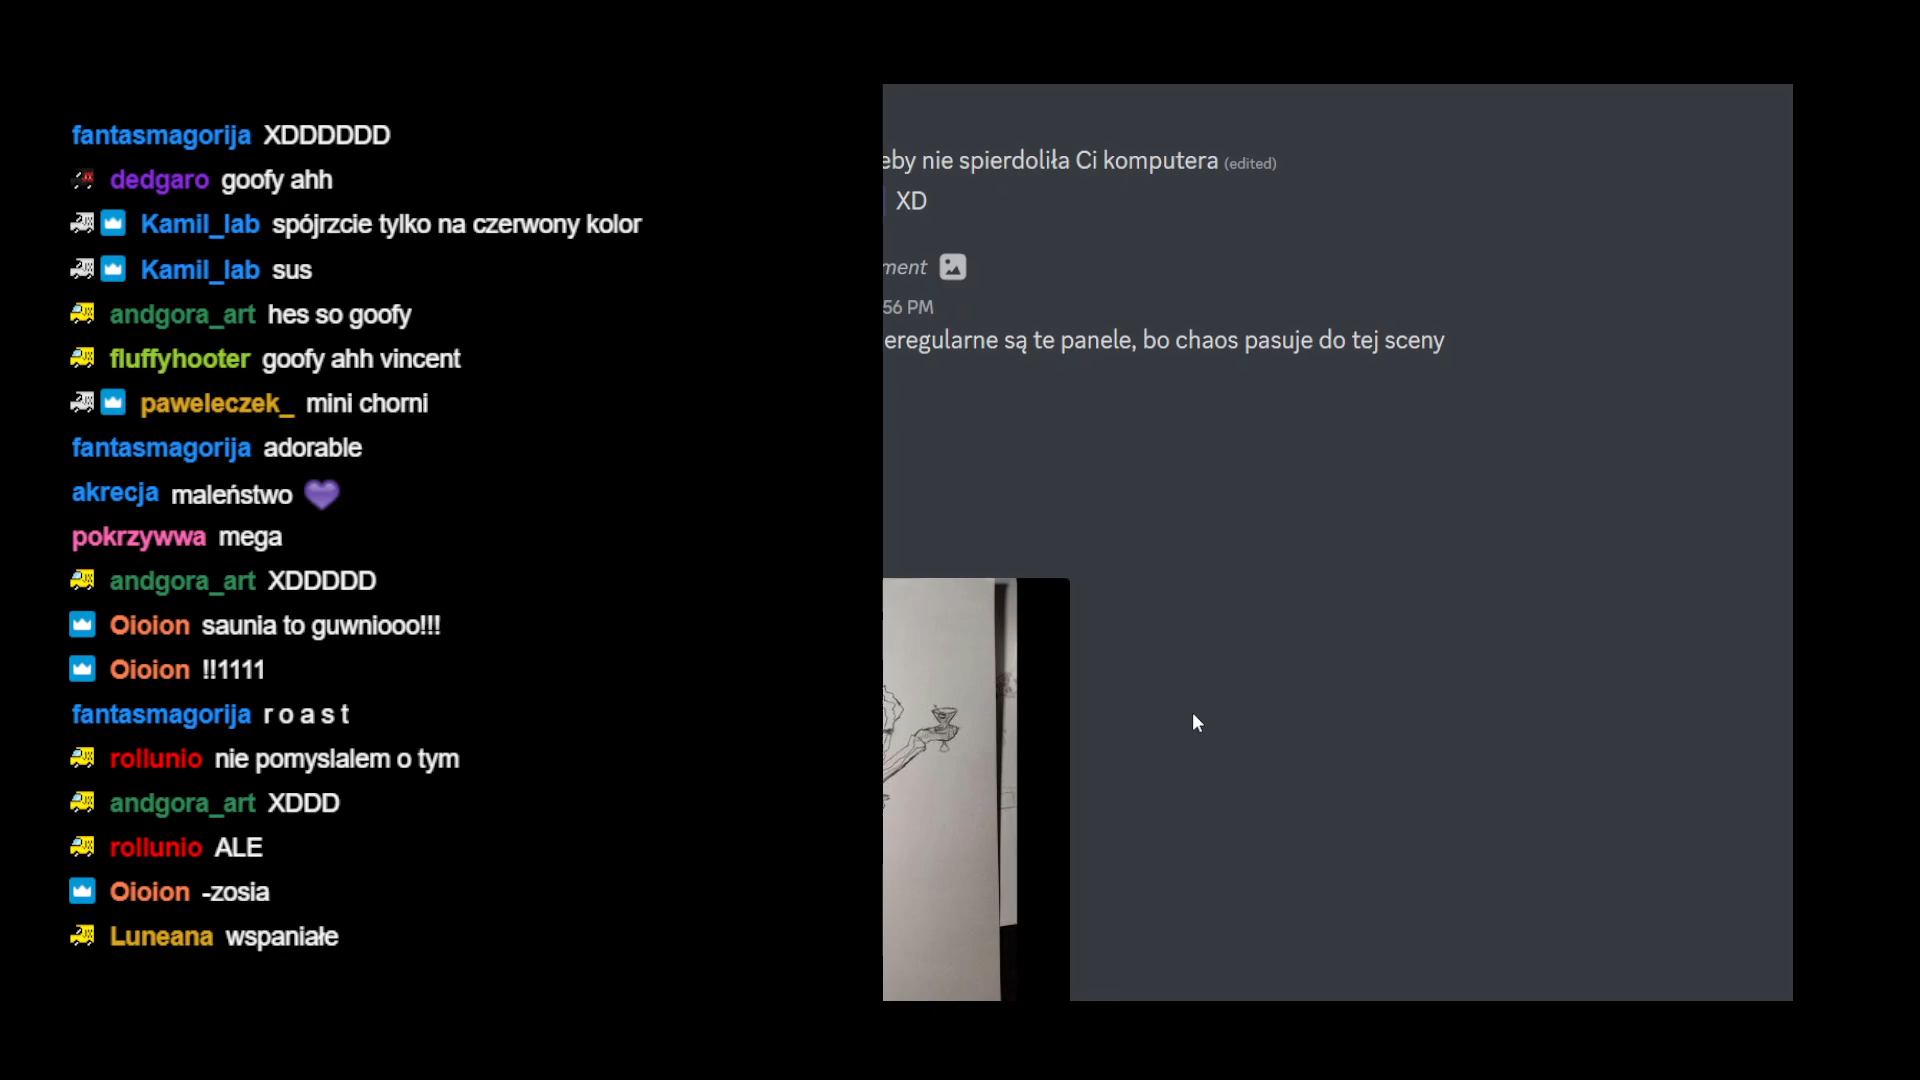 fantasmagorija XDDDDDD
dedgaro goofy ahh
Kamil_lab spójrzcie tylko na czerwony kolor
Kamil_lab sus
andgora_art hes so goofy
fluffyhooter goofy ahh vincent
paweleczek_ mini chorni
fantasmagorija adorable
akrecja maleństwo
pokrzywwa mega
andgora_art XDDDDD
Oioion saunia to guwniooo!!!
Oioion !!1111
fantasmagorija r o a s t
rollunio nie pomyslalem o tym
andgora_art XDDD
rollunio ALE
Oioion -zosia
Luneana wspaniałe
eby nie spierdoliła Ci komputera (edited)
XD
ment
56 PM
eregularne są te panele, bo chaos pasuje do tej sceny